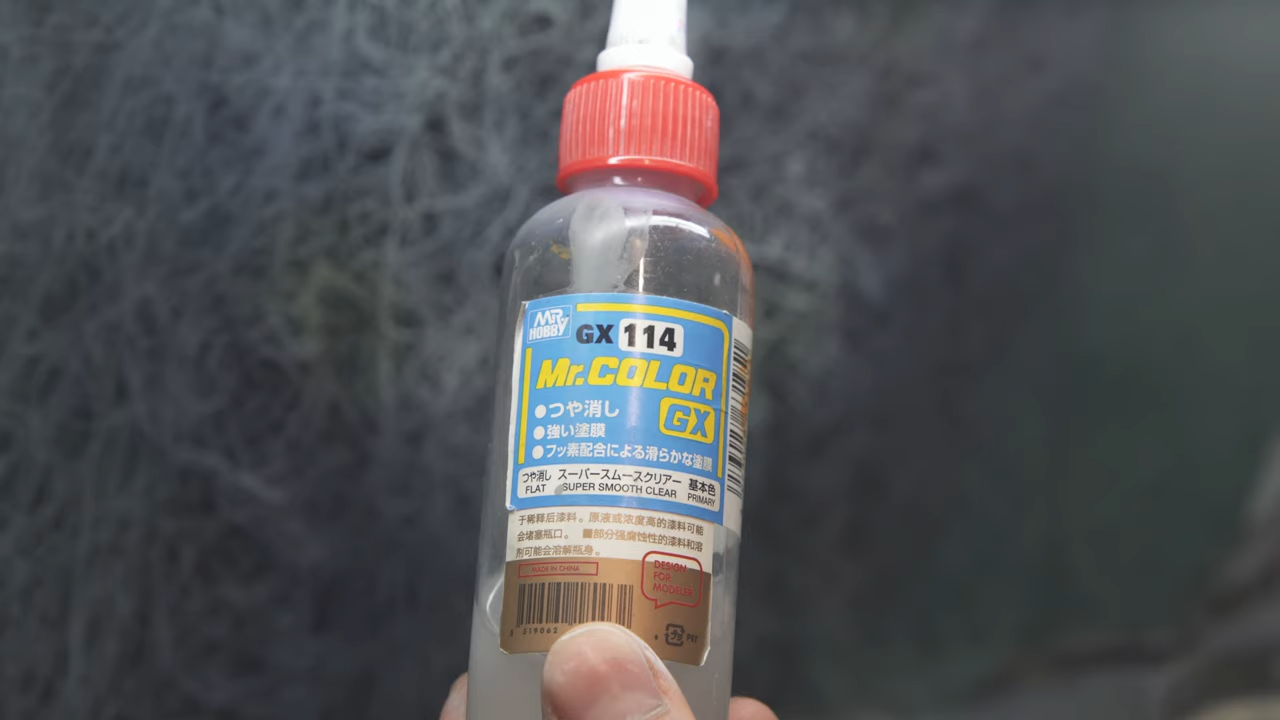 MR HOBBY
GX 114
Mr.COLOR
GX
●つや消し
●強い塗膜
●フッ素配合による滑らかな塗膜
つや消し スーパースムースクリアー 基本色
FLAT SUPER SMOOTH CLEAR PRIMARY
于稀释后漆料。原液或浓度高的漆料可能
会堵塞瓶口。 ■部分强腐蚀性的漆料和溶
剂可能会溶解瓶身。
MADE IN CHINA
DESIGN
FOR
MODELER
519062
PET